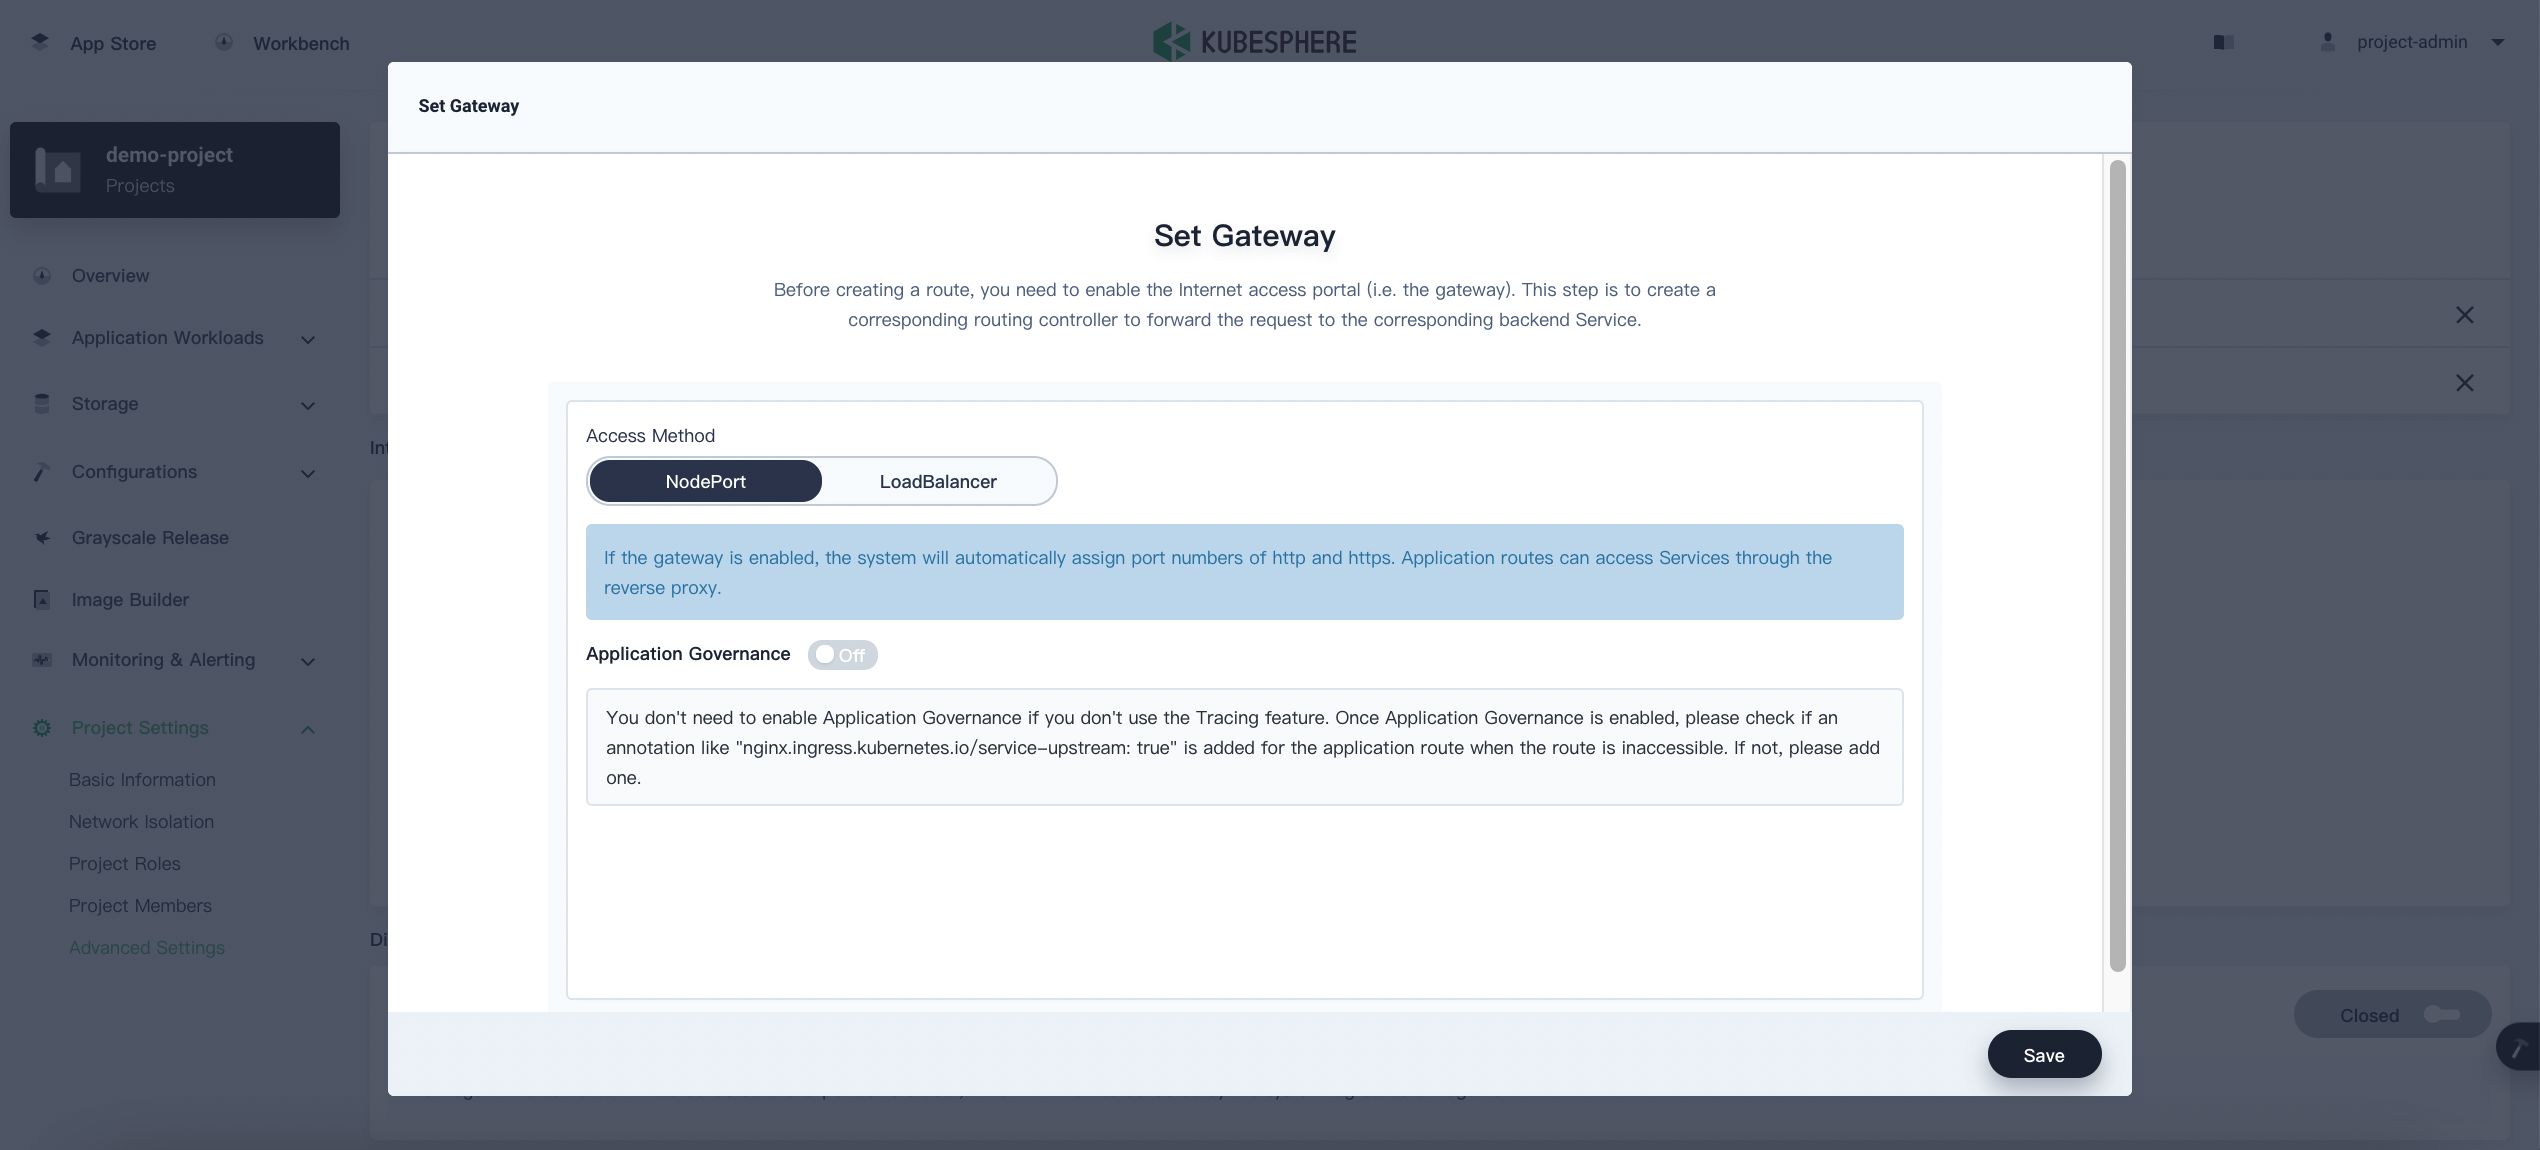 App Store
Workbench
KUBESPHERE
project-admin
Set Gateway
demo-project
Projects
Overview
Application Workloads
Storage
Configurations
Grayscale Release
Image Builder
Monitoring & Alerting
Project Settings
Basic Information
Network Isolation
Project Roles
Project Members
Advanced Settings
Set Gateway
Before creating a route, you need to enable the Internet access portal (i.e. the gateway). This step is to create a
corresponding routing controller to forward the request to the corresponding backend Service.
Access Method
NodePort
LoadBalancer
If the gateway is enabled, the system will automatically assign port numbers of http and https. Application routes can access Services through the
reverse proxy.
Application Governance
Off
You don't need to enable Application Governance if you don't use the Tracing feature. Once Application Governance is enabled, please check if an
annotation like "nginx.ingress.kubernetes.io/service-upstream: true" is added for the application route when the route is inaccessible. If not, please add
one.
Closed
Save